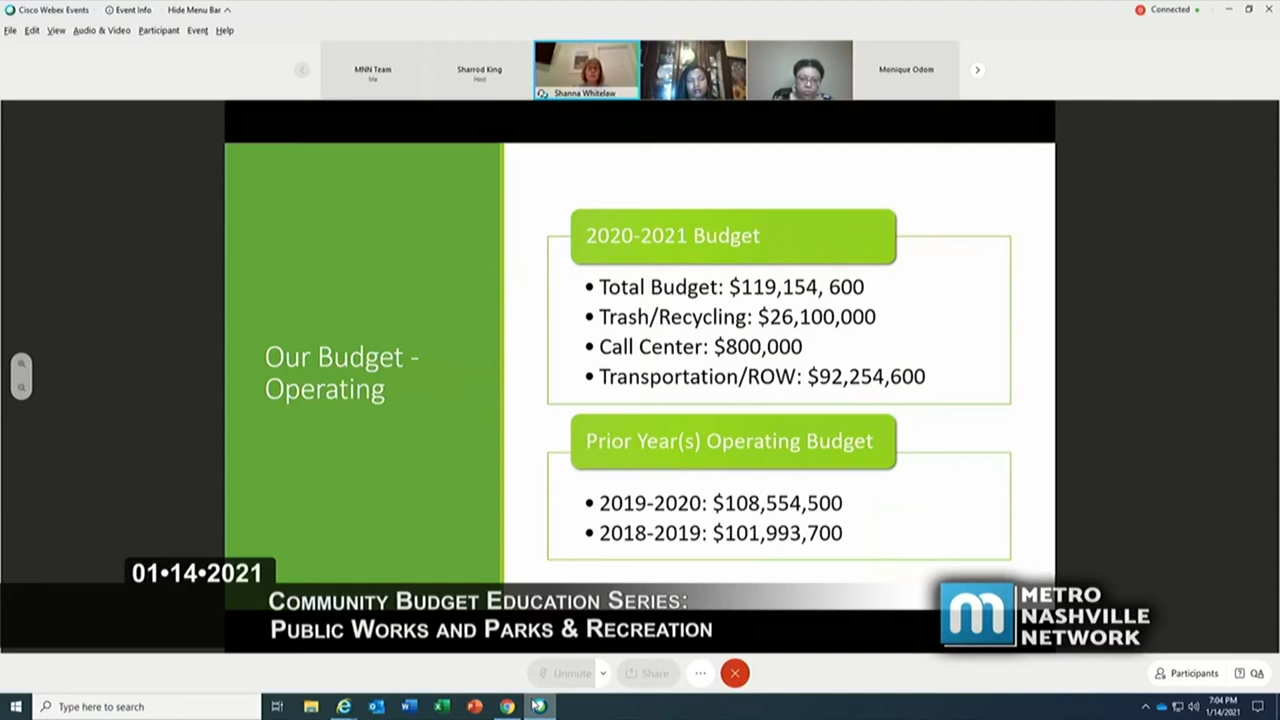 Cisco Webex Events
Event Info
Hide Menu Bar
Connected
File Edit View Audio & Video Participant Event Help
MNN Team
Me
Sharrod King
Host
Shanna Whitelaw
Monique Odom
Our Budget -
Operating
2020-2021 Budget
• Total Budget: $119,154, 600
• Trash/Recycling: $26,100,000
• Call Center: $800,000
• Transportation/ROW: $92,254,600
Prior Year(s) Operating Budget
• 2019-2020: $108,554,500
• 2018-2019: $101,993,700
01•14•2021
COMMUNITY BUDGET EDUCATION SERIES:
PUBLIC WORKS AND PARKS & RECREATION
METRO
NASHVILLE
NETWORK
Unmute
Share
Participants
QA
Type here to search
7:04 PM
1/14/2021